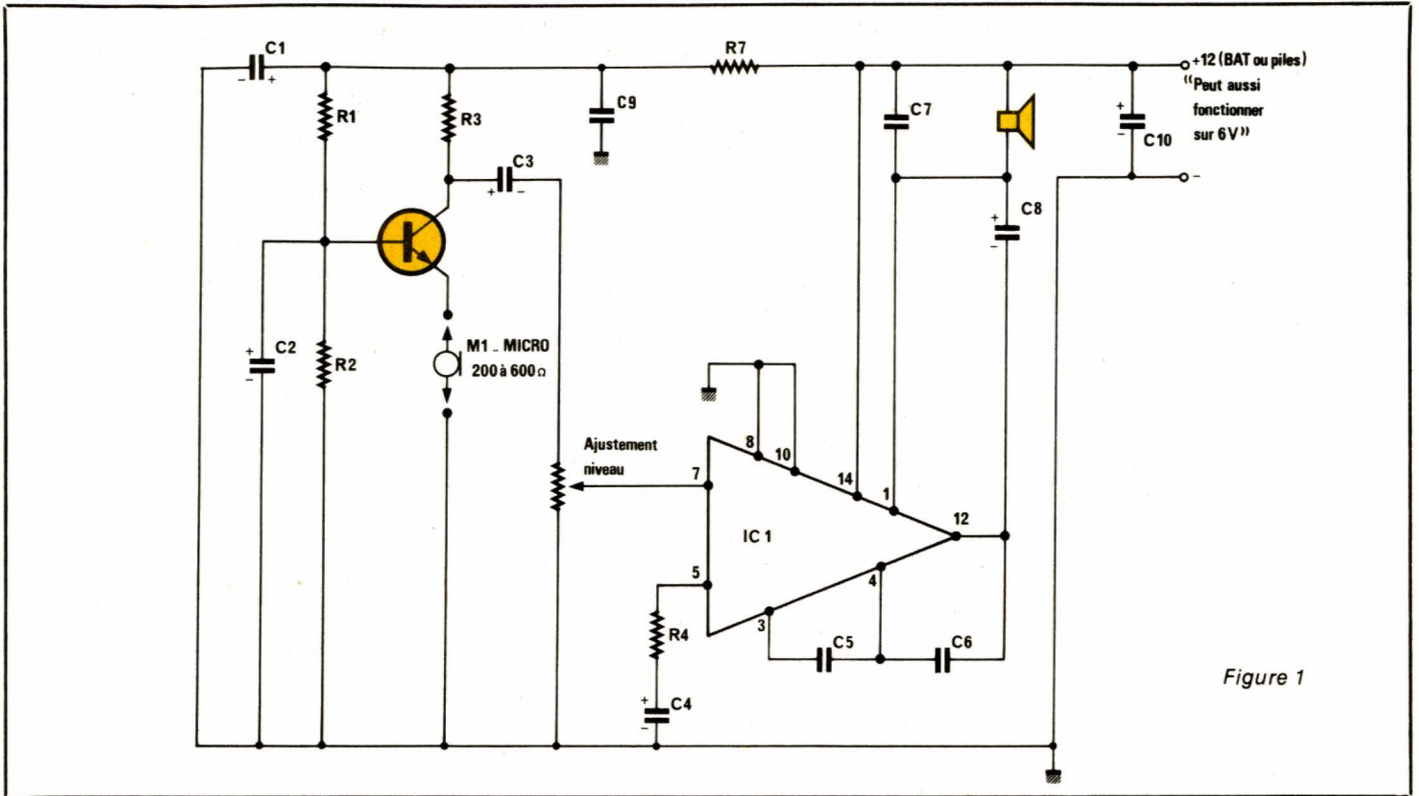 C1
R7
+12 (BAT ou piles)
"Peut aussi
fonctionner
sur 6V"
R1
R3
C9
C7
C10
C3
C8
C2
R2
M1 .. MICRO
200 à 600 Ω
Ajustement
niveau
7
8
10
14
1
12
IC 1
5
4
3
R4
C5
C6
C4
Figure 1
+
-